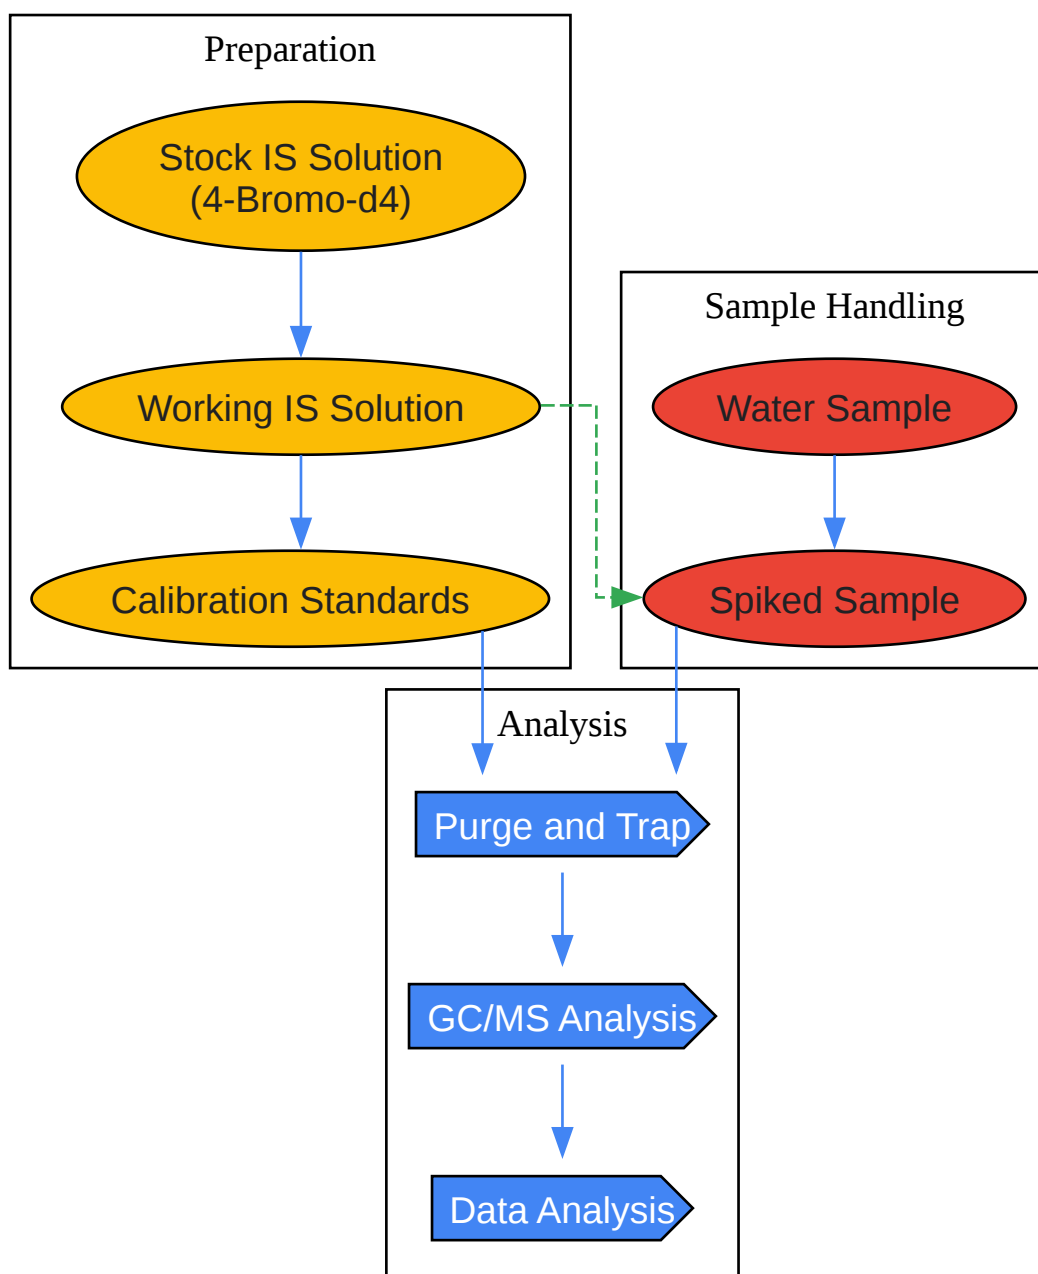 Preparation
Stock IS Solution
(4-Bromo-d4)
Working IS Solution
Calibration Standards
Sample Handling
Water Sample
Spiked Sample
Analysis
Purge and Trap
GC/MS Analysis
Data Analysis